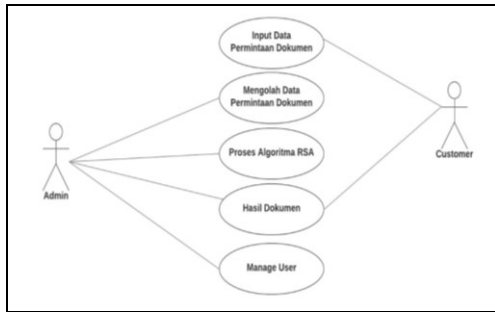 Input Data
Permintaan Dokumen
Mengolah Data
Permintaan Dokumen
Proses Algoritma RSA
Customer
Admin
Hasil Dokumen
Manage User